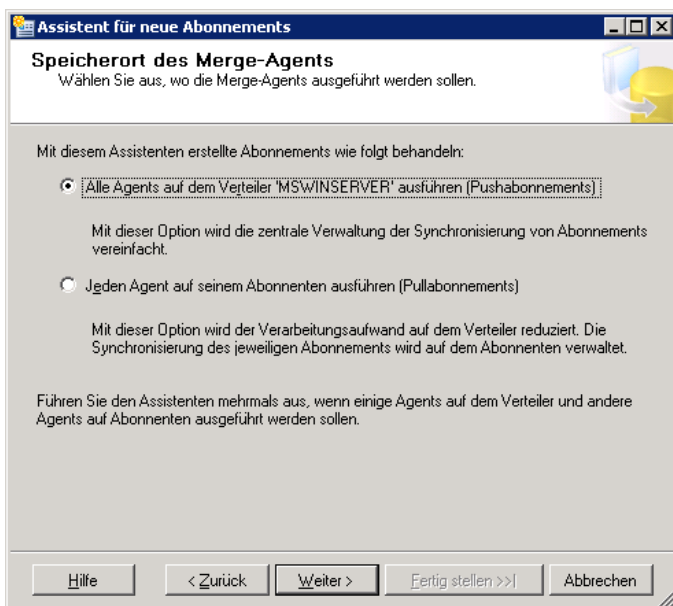 Assistent für neue Abonnements
Speicherort des Merge-Agents
Wählen Sie aus, wo die Merge-Agents ausgeführt werden sollen.
Mit diesem Assistenten erstellte Abonnements wie folgt behandeln:
Alle Agents auf dem Verteiler 'MSWINSERVER' ausführen (Pushabonnements)
Mit dieser Option wird die zentrale Verwaltung der Synchronisierung von Abonnements
vereinfacht.
Jeden Agent auf seinem Abonnenten ausführen (Pullabonnements)
Mit dieser Option wird der Verarbeitungsaufwand auf dem Verteiler reduziert. Die
Synchronisierung des jeweiligen Abonnements wird auf dem Abonnenten verwaltet.
Führen Sie den Assistenten mehrmals aus, wenn einige Agents auf dem Verteiler und andere
Agents auf Abonnenten ausgeführt werden sollen.
Hilfe < Zurück Weiter > Fertig stellen >>| Abbrechen